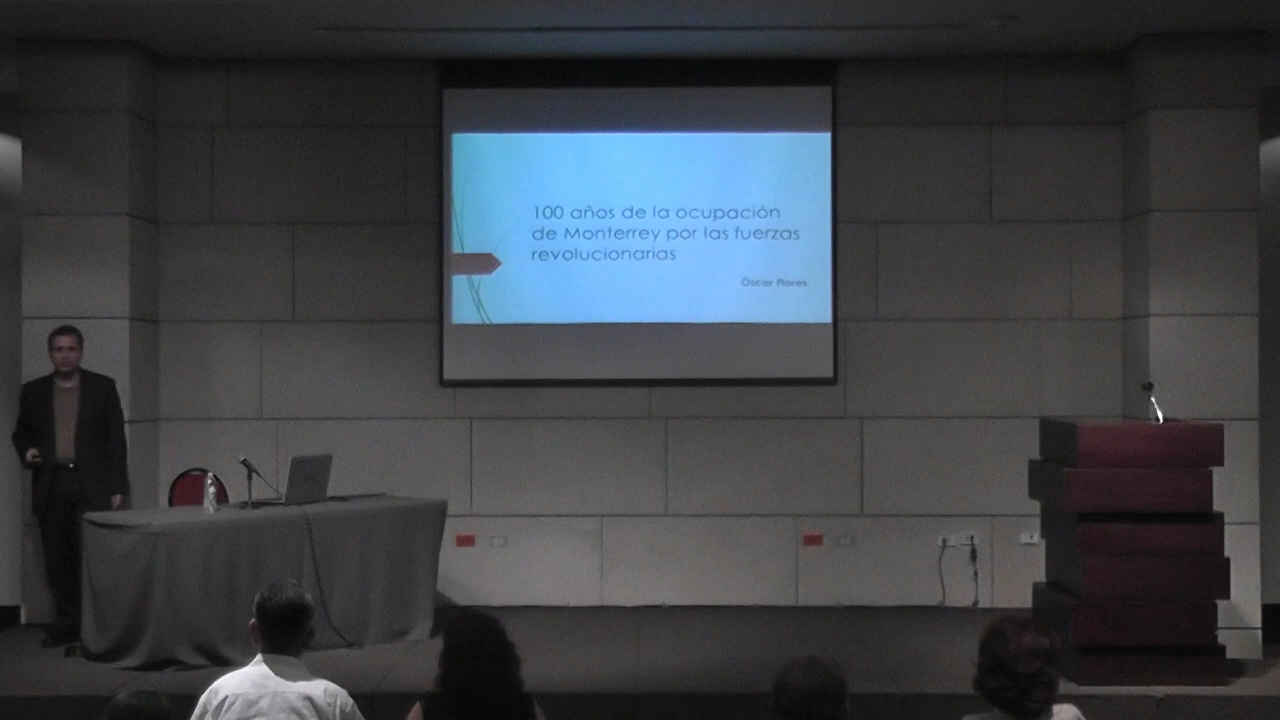 100 años de la ocupación
de Monterrey por las fuerzas
revolucionarias
Óscar Flores